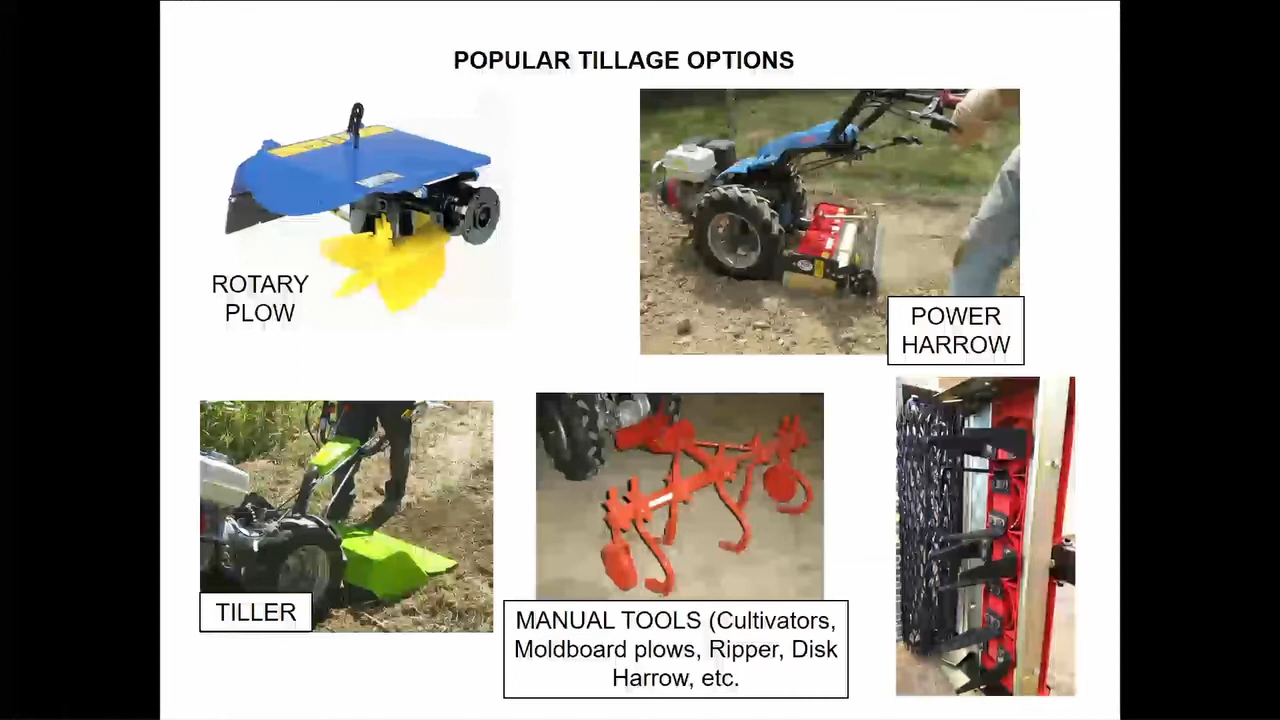 POPULAR TILLAGE OPTIONS
ROTARY
PLOW
POWER
HARROW
TILLER
MANUAL TOOLS (Cultivators,
Moldboard plows, Ripper, Disk
Harrow, etc.